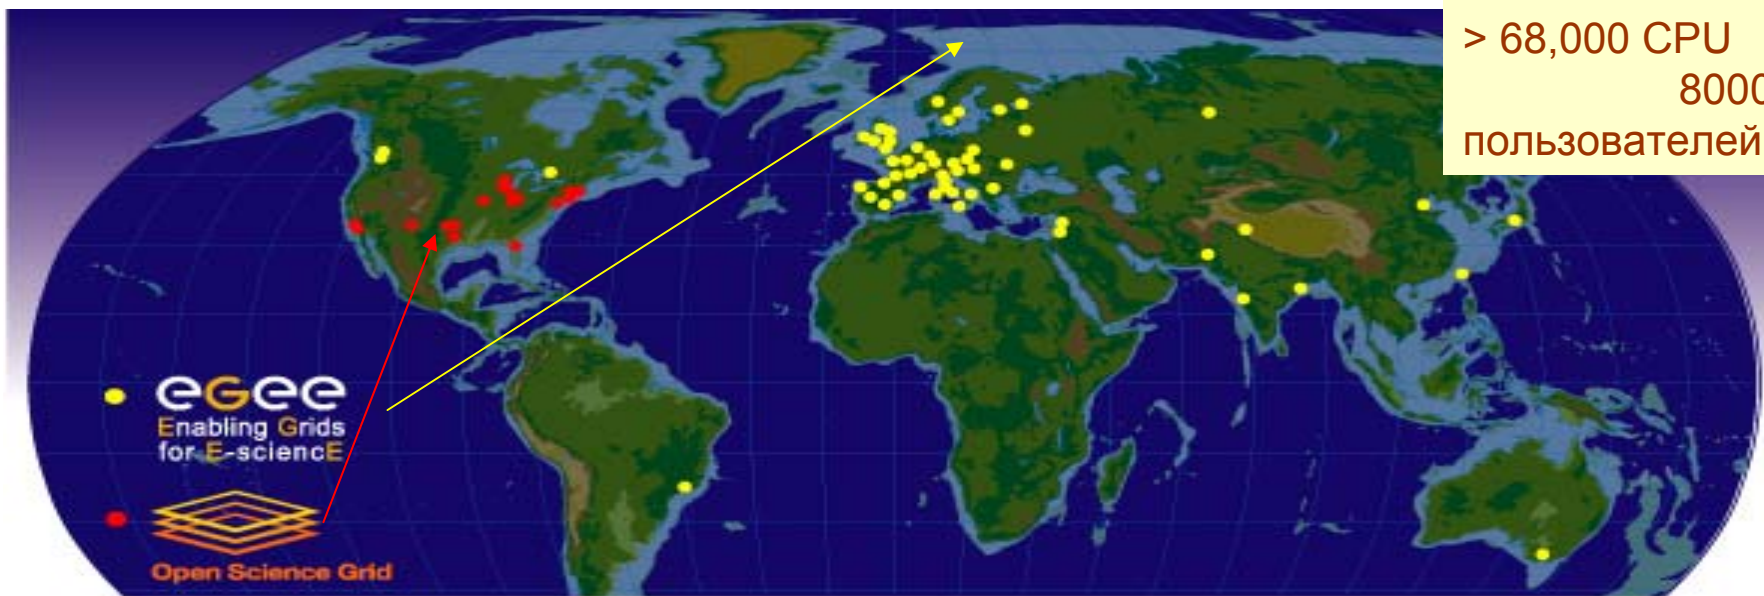 > 68,000 CPU
8000
пользователей
eGee
Enabling Grids
for E-sciencE
Open Science Grid